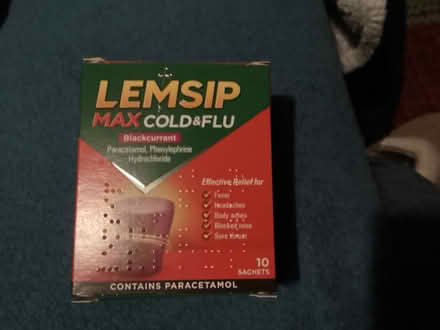 LEMSIP
MAX COLD&FLU
Blackcurrant
Paracetamol, Phenylephrine
Hydrochloride
Effective Relief for
Fever
Headaches
Body aches
Blocked nose
Sore throat
10
SACHETS
CONTAINS PARACETAMOL